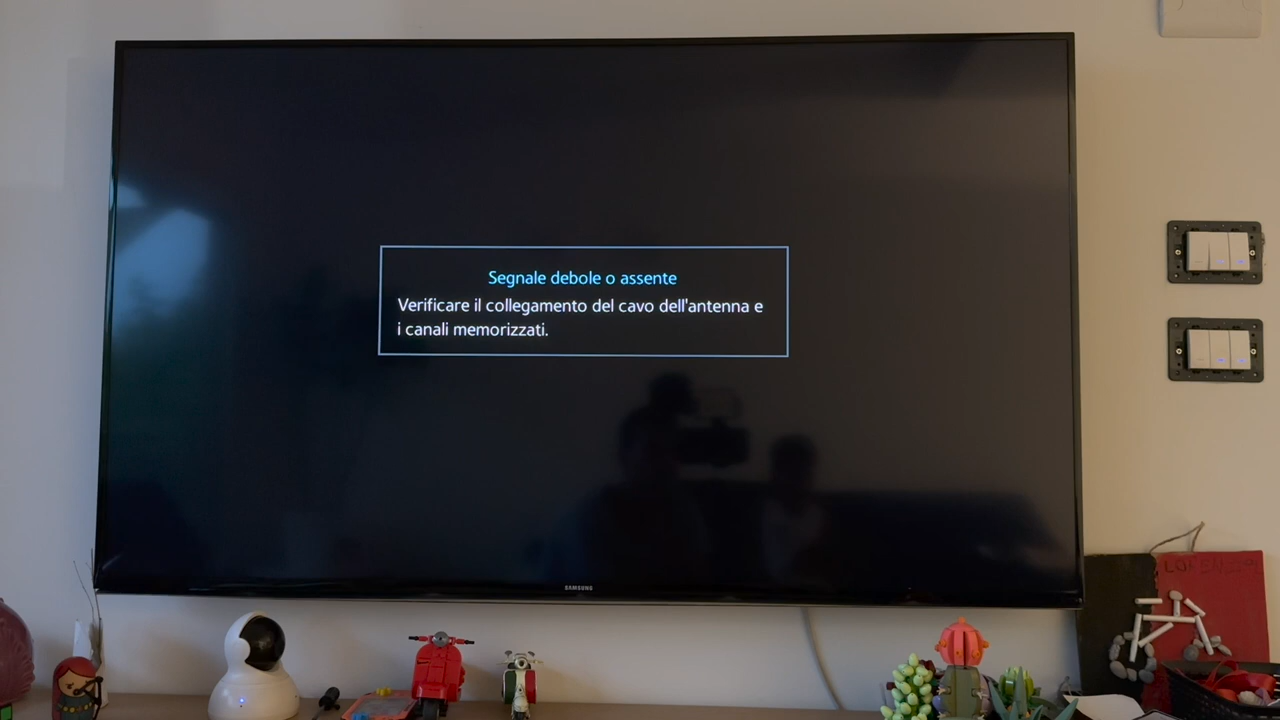 Segnale debole o assente
Verificare il collegamento del cavo dell'antenna e
i canali memorizzati.
SAMSUNG